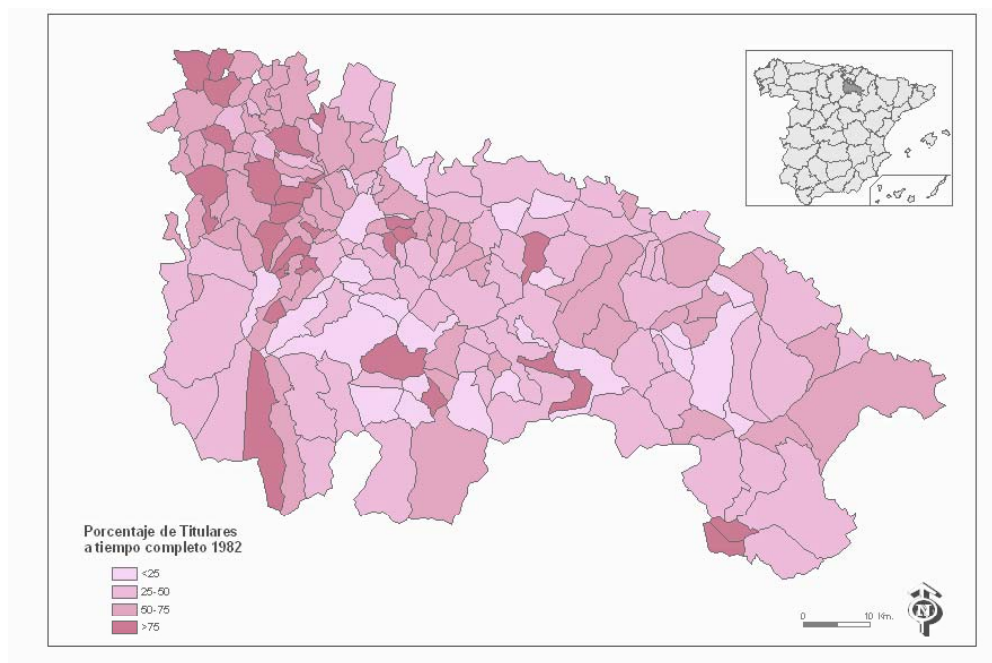 Porcentaje de Titulares
a tiempo completo 1982
<25
25-50
50-75
>75
0 10 Km.
N